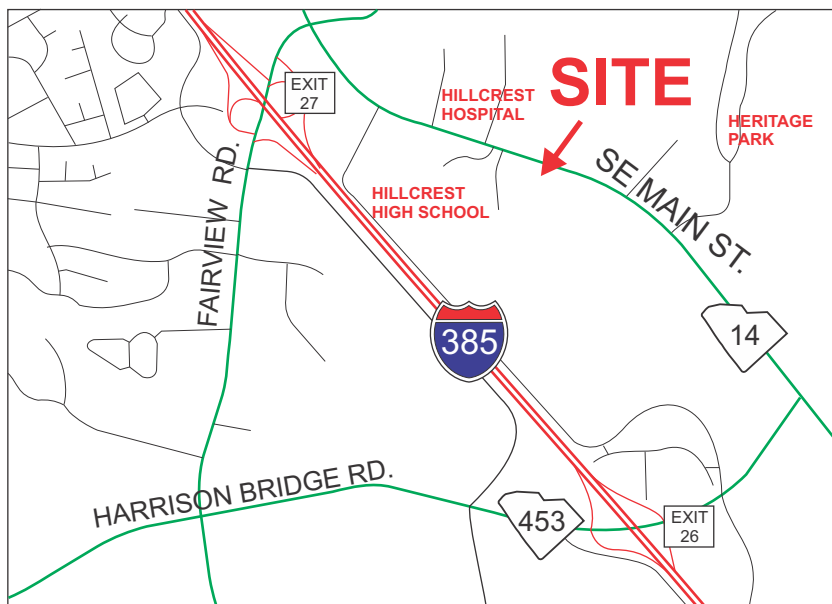 EXIT
27
SITE
HILLCREST
HOSPITAL
HERITAGE
PARK
SE MAIN ST.
HILLCREST
HIGH SCHOOL
FAIRVIEW RD.
385
14
HARRISON BRIDGE RD.
453
EXIT
26